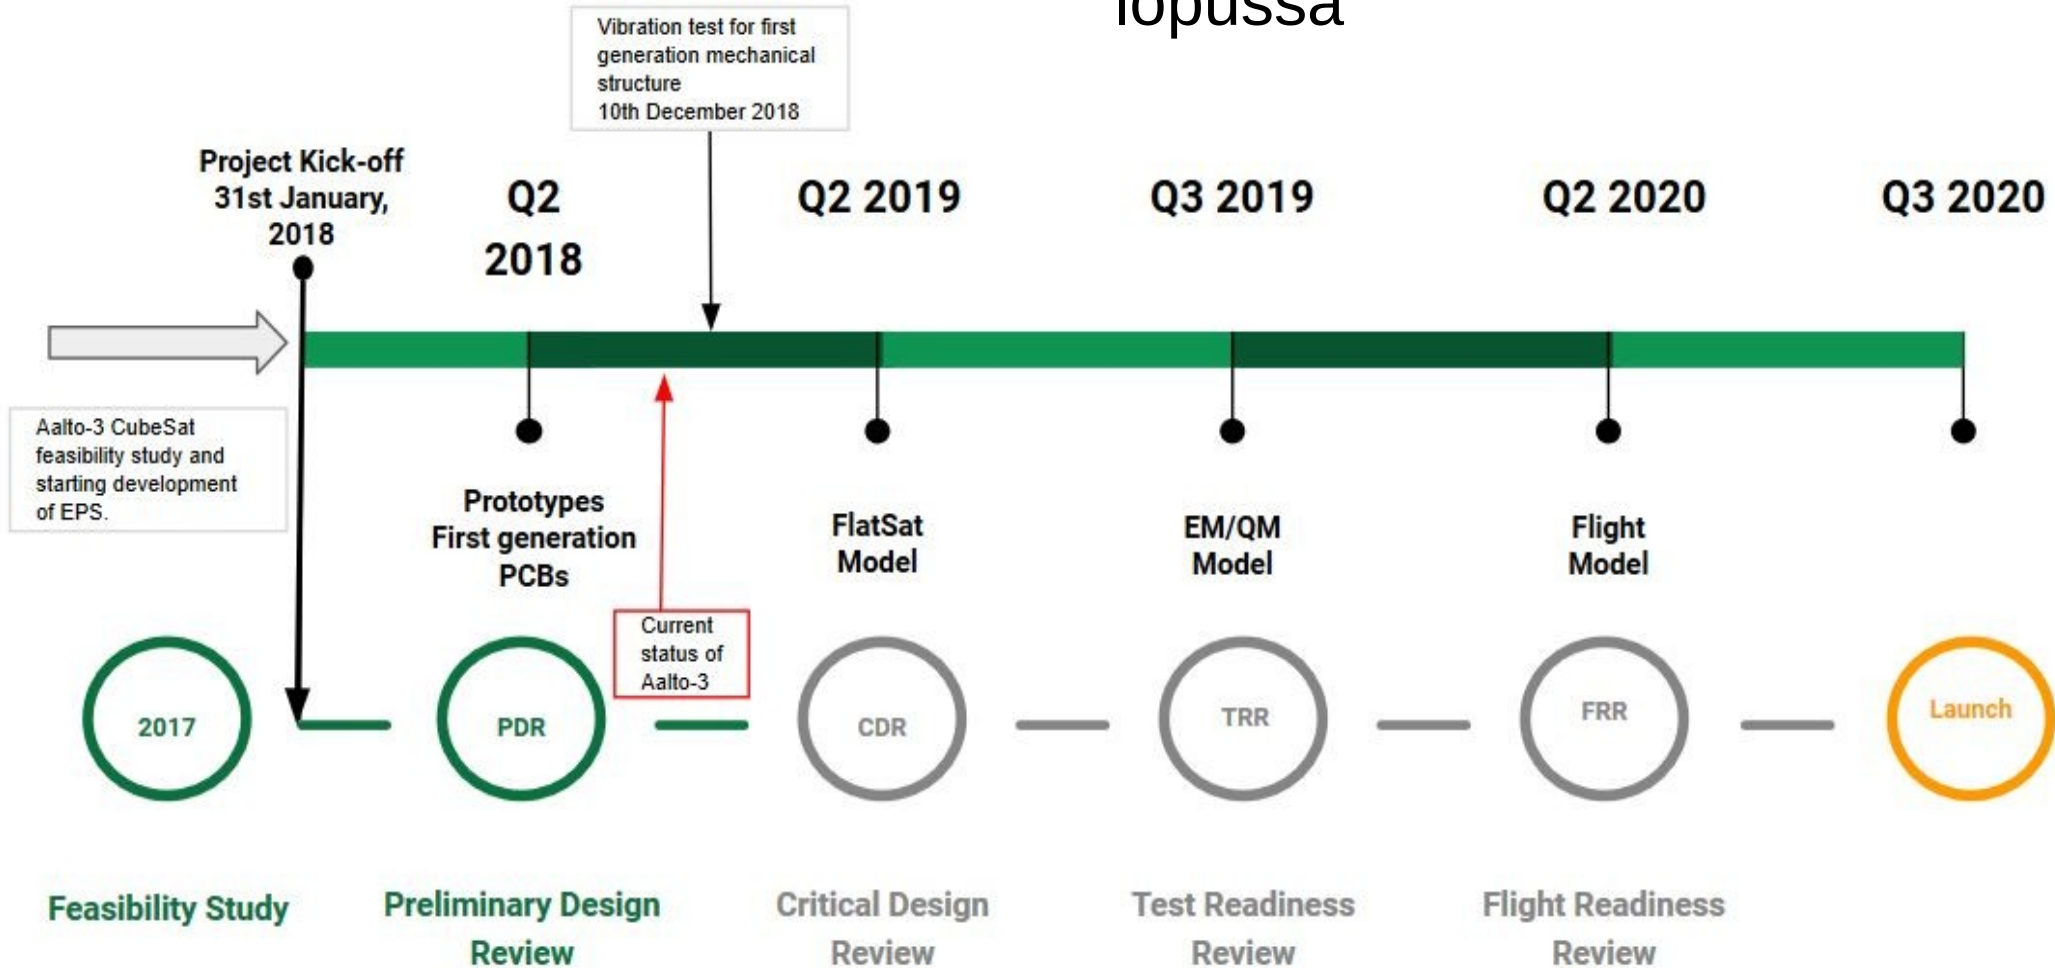 lopussa
Vibration test for first
generation mechanical
structure
10th December 2018
Project Kick-off
31st January,
2018
Q2
2018
Q2 2019
Q3 2019
Q2 2020
Q3 2020
Aalto-3 CubeSat
feasibility study and
starting development
of EPS.
Prototypes
First generation
PCBs
FlatSat
Model
EM/QM
Model
Flight
Model
Current
status of
Aalto-3
2017
PDR
CDR
TRR
FRR
Launch
Feasibility Study
Preliminary Design
Review
Critical Design
Review
Test Readiness
Review
Flight Readiness
Review